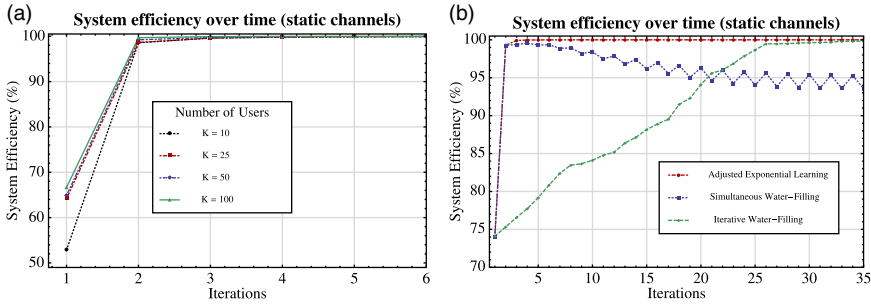 (a)
System efficiency over time (static channels)
System Efficiency (%)
100
90
80
70
60
50
Number of Users
K = 10
K = 25
K = 50
K = 100
1
2
3
4
5
6
Iterations
(b)
System efficiency over time (static channels)
System Efficiency (%)
100
95
90
85
80
75
70
Adjusted Exponential Learning
Simultaneous Water−Filling
Iterative Water−Filling
5
10
15
20
25
30
35
Iterations